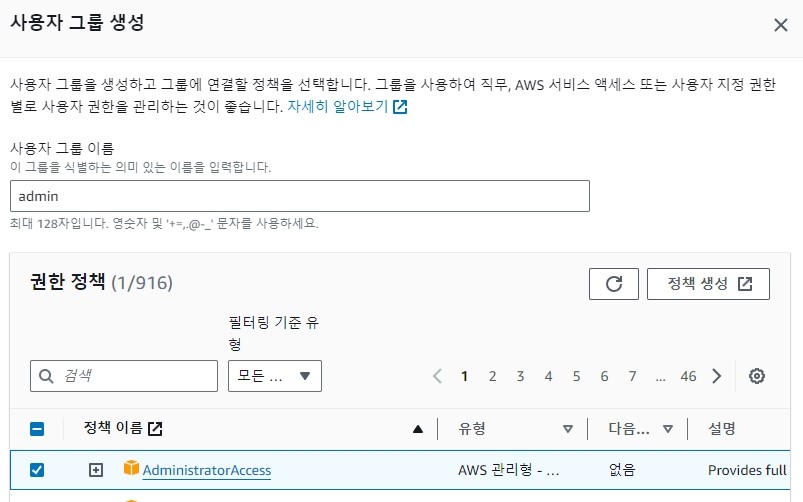 사용자 그룹 생성
사용자 그룹을 생성하고 그룹에 연결할 정책을 선택합니다. 그룹을 사용하여 직무, AWS 서비스 액세스 또는 사용자 지정 권한
별로 사용자 권한을 관리하는 것이 좋습니다. 자세히 알아보기
사용자 그룹 이름
이 그룹을 식별하는 의미 있는 이름을 입력합니다.
admin
최대 128자입니다. 영숫자 및 '+=,.@-_' 문자를 사용하세요.
권한 정책 (1/916)
정책 생성
필터링 기준 유
형
검색
모든 ...
1 2 3 4 5 6 7 ... 46
정책 이름 유형 다음... 설명
AdministratorAccess AWS 관리형 - ... 없음 Provides full